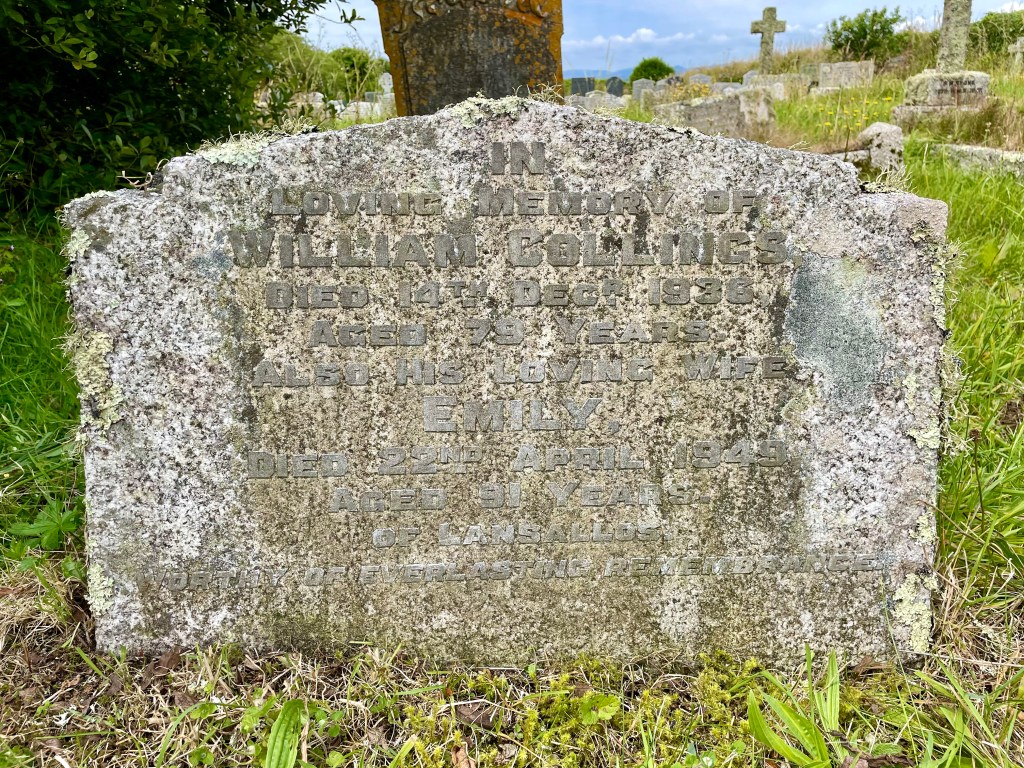 IN
LOVING MEMORY OF
WILLIAM COLLINGS,
DIED 14TH DECR 1936,
AGED 79 YEARS.
ALSO HIS LOVING WIFE
EMILY,
DIED 22ND APRIL 1949
AGED 91 YEARS.
OF LANSALLOS.
WORTHY OF EVERLASTING REMEMBRANCE.